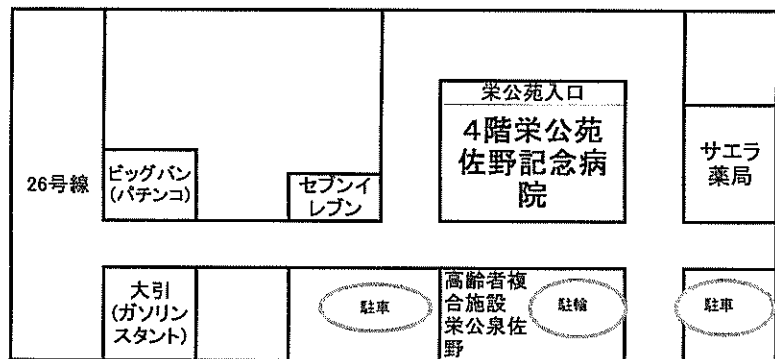 栄公苑入口
4階栄公苑
佐野記念病
院
サエラ
薬局
26号線
ビッグバン
(パチンコ)
セブンイ
レブン
大引
(ガソリン
スタント)
駐車
高齢者複
合施設
栄公泉佐
野
駐輪
駐車